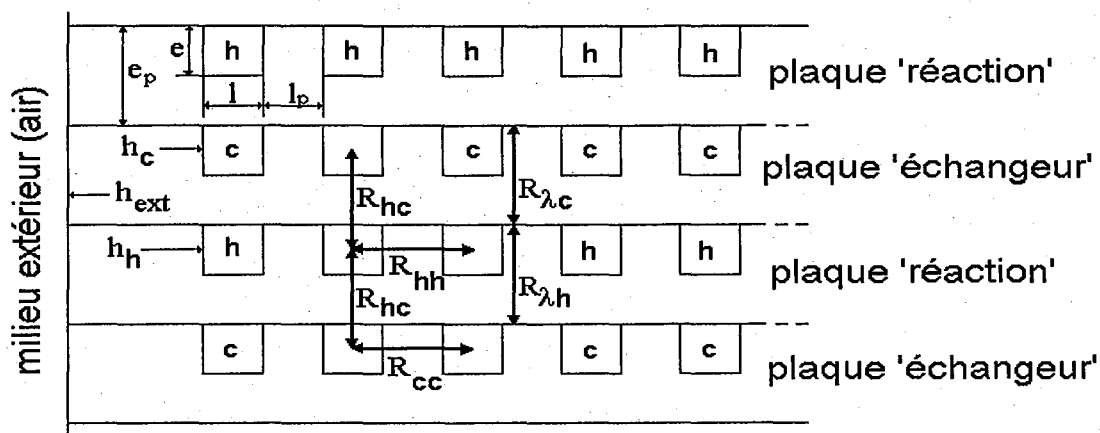 e h h h h h
e_p
l l_p
plaque 'réaction'
h_c c c c c
R_hc R_λc
plaque 'échangeur'
h_ext
h_h h h h
R_hh
R_hc R_λh
plaque 'réaction'
c c c
R_cc
plaque 'échangeur'
milieu extérieur (air)